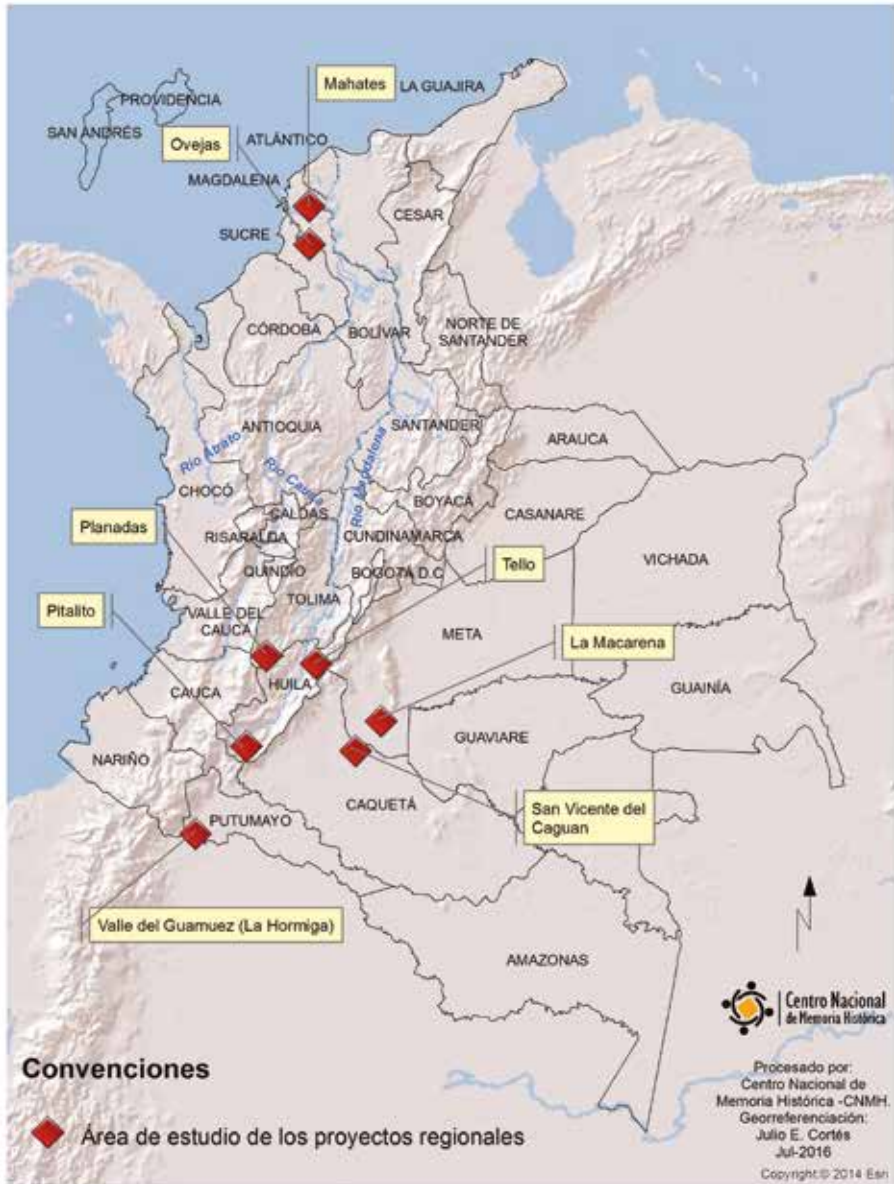 Mahates
LA GUAJIRA
PROVIDENCIA
SAN ANDRÉS
Ovejas
ATLÁNTICO
MAGDALENA
CESAR
SUCRE
CÓRDOBA
BOLÍVAR
NORTE DE
SANTANDER
ANTIOQUIA
SANTANDER
ARAUCA
Río Atrato
Río Cauca
Río Magdalena
CHOCÓ
BOYACÁ
CALDAS
CASANARE
Planadas
RISARALDA
CUNDINAMARCA
VICHADA
QUINDÍO
BOGOTÁ D.C
Tello
TOLIMA
Pitalito
VALLE DEL
CAUCA
META
La Macarena
CAUCA
HUILA
GUAINÍA
NARIÑO
GUAVIARE
CAQUETÁ
San Vicente del
Caguan
PUTUMAYO
Valle del Guamuez (La Hormiga)
AMAZONAS
N
Centro Nacional
de Memoria Histórica
Convenciones
Área de estudio de los proyectos regionales
Procesado por:
Centro Nacional de
Memoria Histórica -CNMH.
Georreferenciación:
Julio E. Cortés
Jul-2016
Copyright:© 2014 Esri